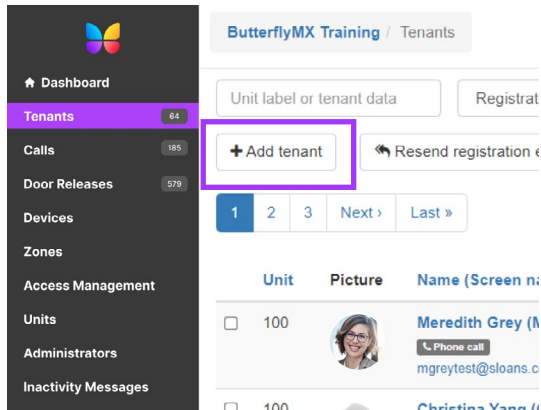 ButterflyMX Training / Tenants
Dashboard
Tenants 64
Calls 185
Door Releases 579
Devices
Zones
Access Management
Units
Administrators
Inactivity Messages
Unit label or tenant data
Registrat
+ Add tenant
Resend registration e
1 2 3 Next › Last »
Unit Picture Name (Screen na
100 Meredith Grey (M
Phone call
mgreytest@sloans.c
100 Christina Yang (